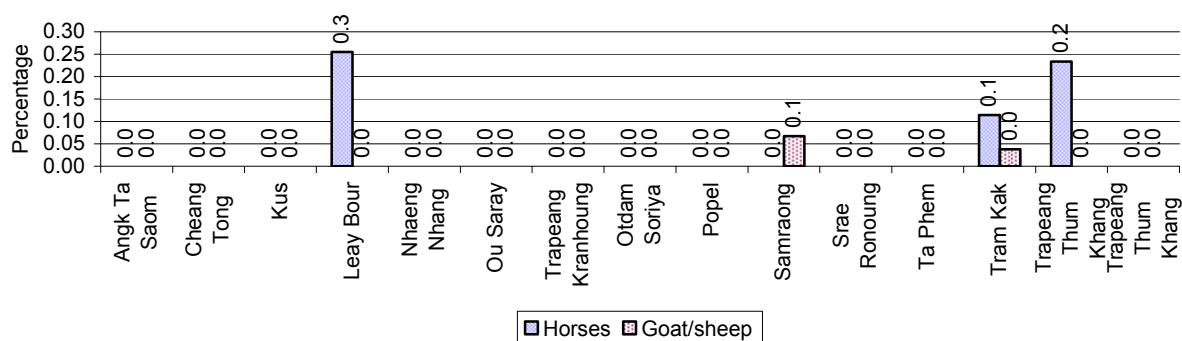 Percentage
0.30
0.25
0.20
0.15
0.10
0.05
0.00
0.0 0.0
0.0 0.0
0.0 0.0
0.3 0.0
0.0 0.0
0.0 0.0
0.0 0.0
0.0 0.0
0.0 0.0
0.0 0.1
0.0 0.0
0.0 0.0
0.1 0.0
0.2 0.0
0.0 0.0
Angk Ta
Saom
Cheang
Tong
Kus
Leay Bour
Nhaeng
Nhang
Ou Saray
Trapeang
Kranhoung
Otdam
Soriya
Popel
Samraong
Srae
Ronoung
Ta Phem
Tram Kak
Trapeang
Thum
Khang
Trapeang
Thum
Khang
Horses
Goat/sheep